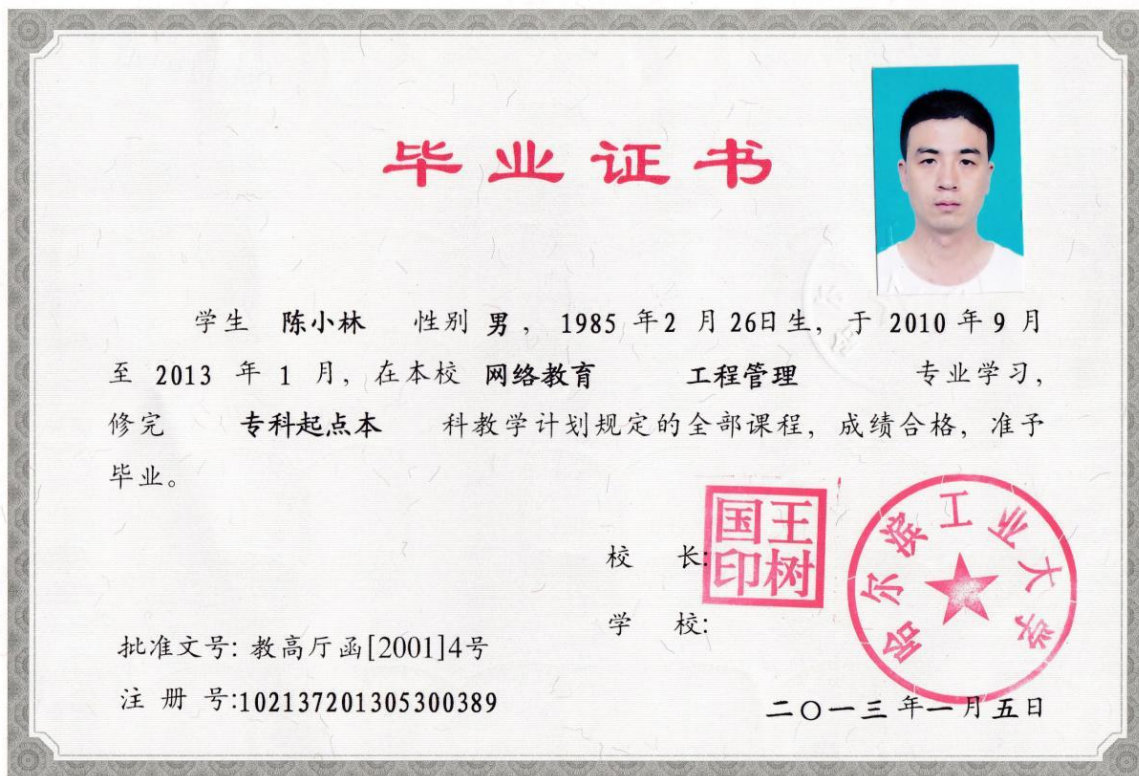 毕业证书
学生 陈小林 性别 男, 1985 年 2 月 26日生, 于 2010 年 9 月
至 2013 年 1 月, 在本校 网络教育 工程管理 专业学习,
修完 专科起点本 科教学计划规定的全部课程, 成绩合格, 准予
毕业。
校 长:
王树国印
学 校:
哈尔滨工业大学
批准文号: 教高厅函[2001]4号
注 册 号:102137201305300389
二〇一三年一月五日